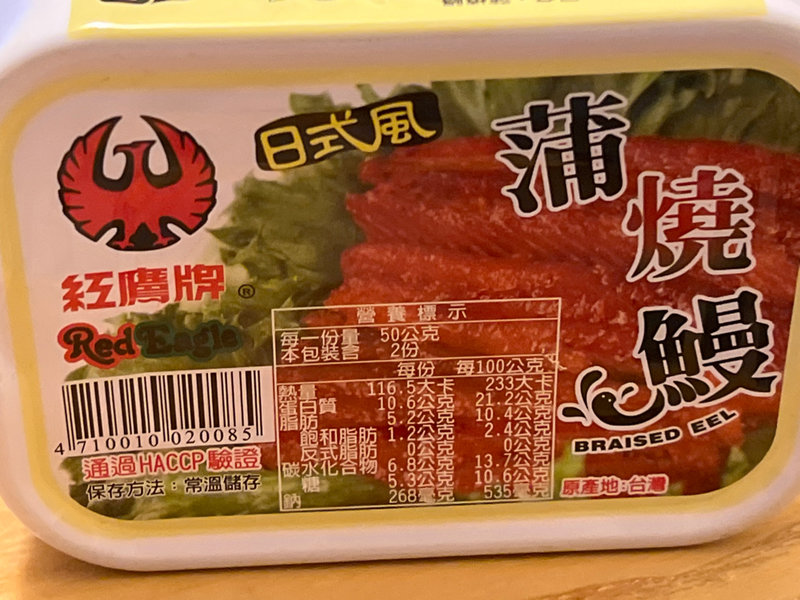 日式風
蒲燒鰻
BRAISED EEL
紅鷹牌®
Red Eagle
營養標示
每一份量 50公克
本包裝含 2份
每份 每100公克
熱量 116.5大卡 233大卡
蛋白質 10.6公克 21.2公克
脂肪 5.2公克 10.4公克
飽和脂肪 1.2公克 2.4公克
反式脂肪 0公克 0公克
碳水化合物 6.8公克 13.7公克
糖 5.3公克 10.6公克
鈉 268毫克 535毫克
4 710010 020085
通過HACCP驗證
保存方法：常溫儲存
原產地:台灣